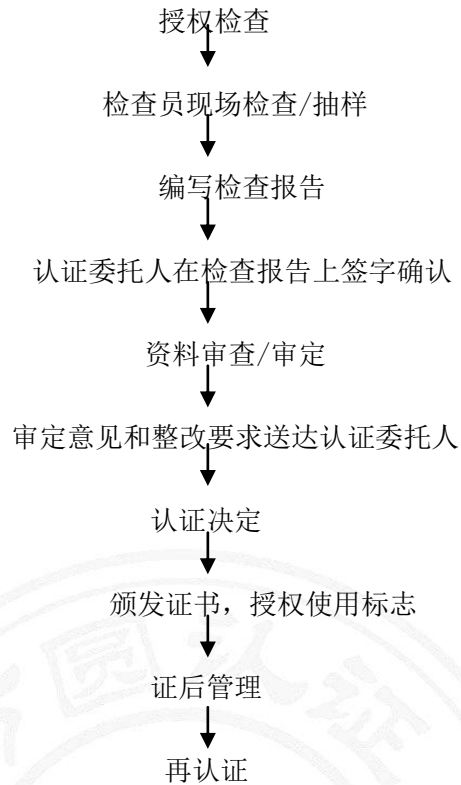 授权检查
检查员现场检查/抽样
编写检查报告
认证委托人在检查报告上签字确认
资料审查/审定
审定意见和整改要求送达认证委托人
认证决定
颁发证书，授权使用标志
证后管理
再认证
圆认证